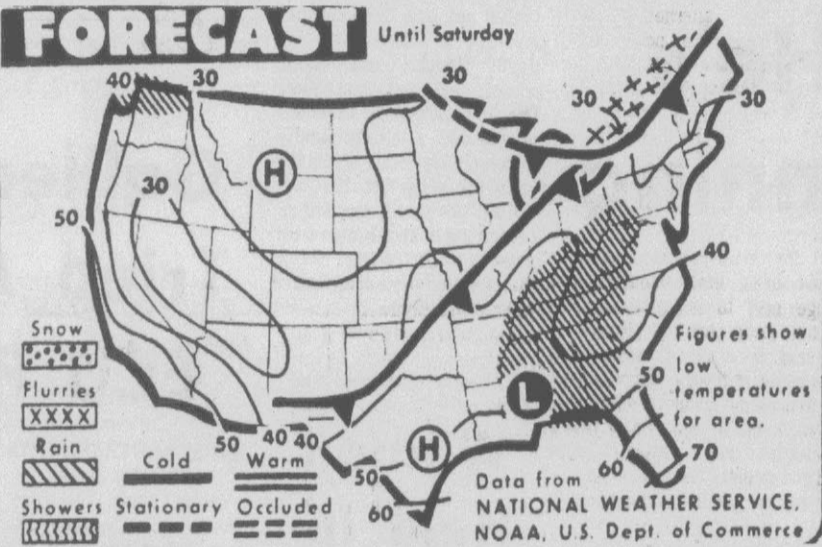 FORECAST Until Saturday
40 30 30
30 30
H
30
50
40
Snow
Flurries
XXXX
Rain
Showers
Cold Warm
Stationary Occluded
50 40 40
H
L
50
60
50
60 70
Figures show
low
temperatures
for area.
Data from
NATIONAL WEATHER SERVICE,
NOAA, U.S. Dept. of Commerce